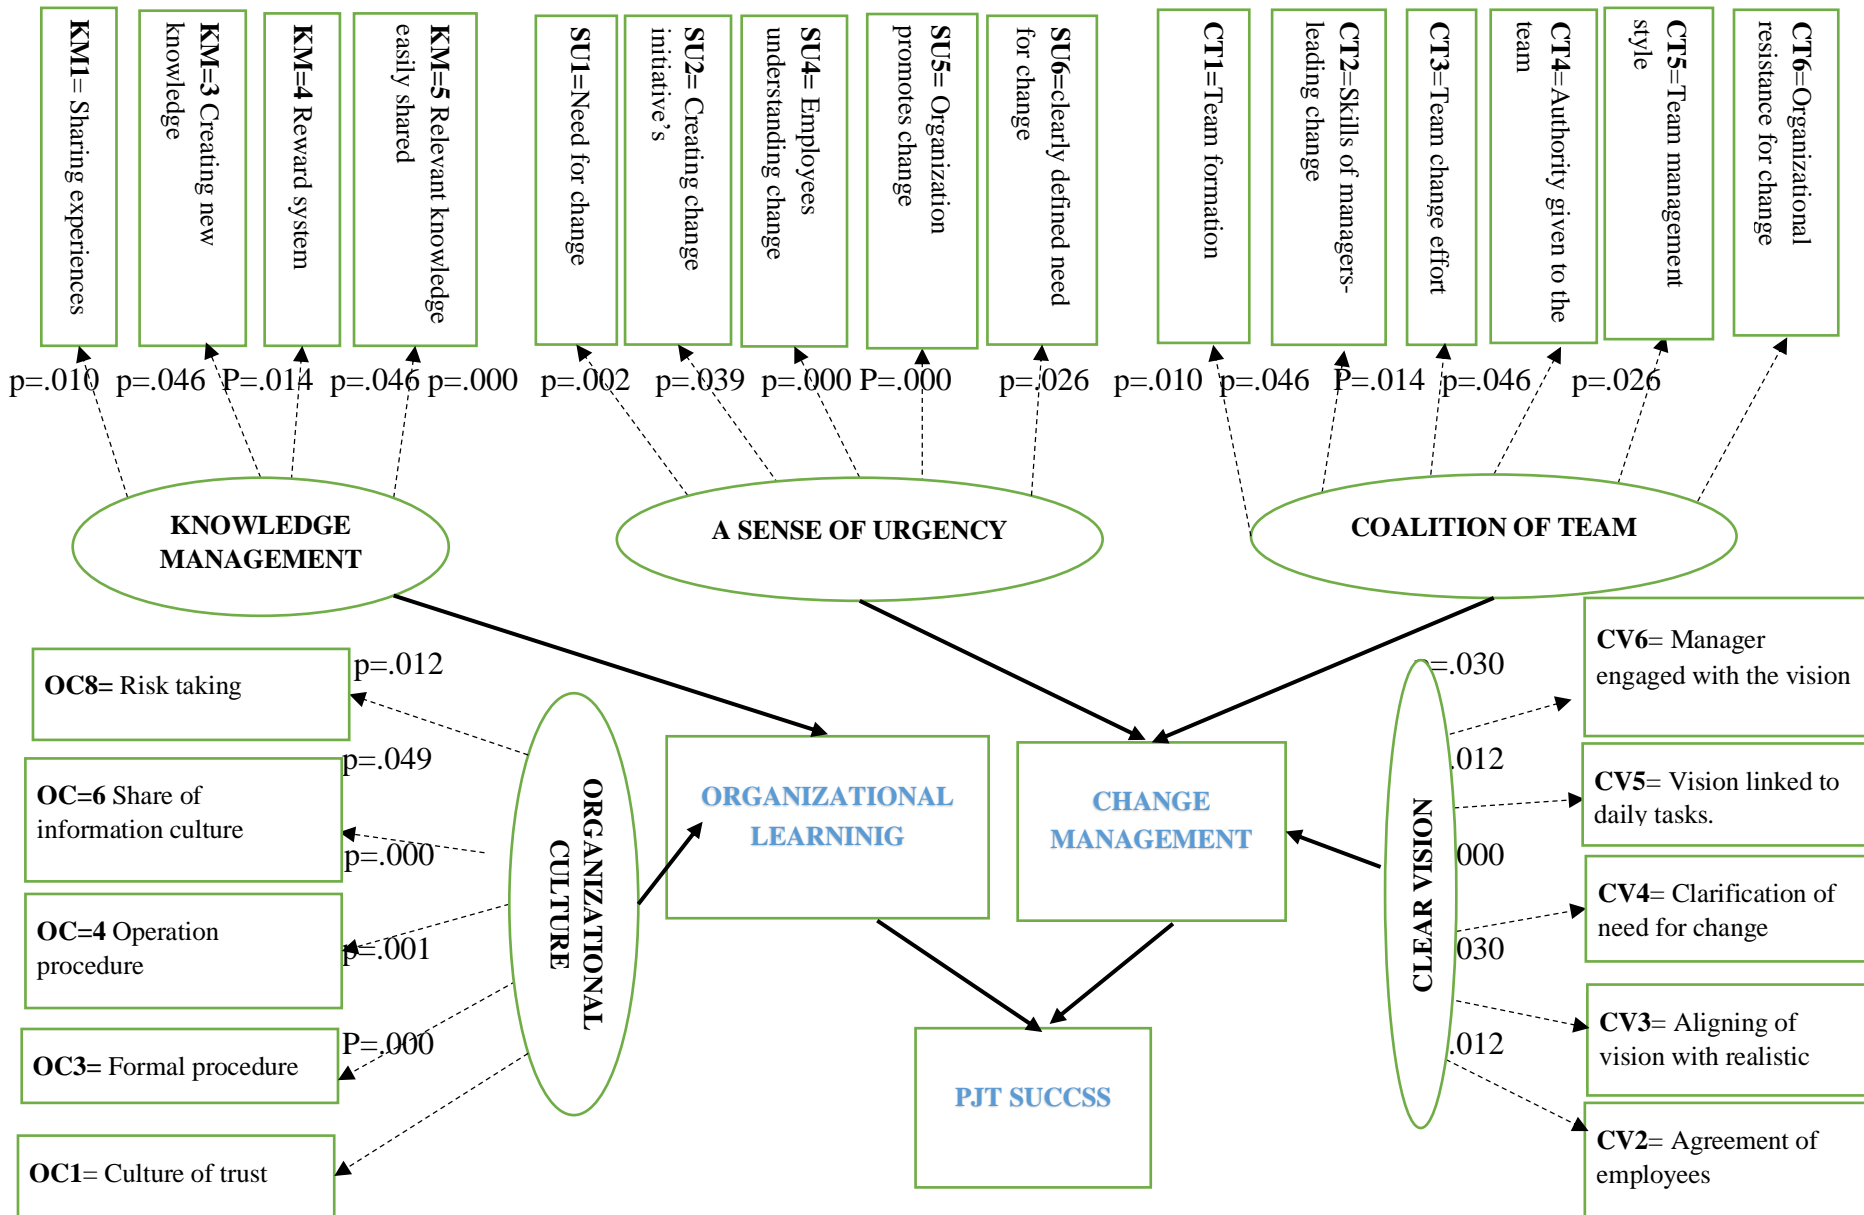 KM1= Sharing experiences
KM=3 Creating new
knowledge
KM=4 Reward system
KM=5 Relevant knowledge
easily shared
SU1=Need for change
SU2= Creating change
initiative’s
SU4= Employees
understanding change
SU5= Organization
promotes change
SU6=clearly defined need
for change
CT1=Team formation
CT2=Skills of managers-
leading change
CT3=Team change effort
CT4=Authority given to the
team
CT5=Team management
style
CT6=Organizational
resistance for change
p=.010 p=.046 P=.014 p=.046 p=.000 p=.002 p=.039 p=.000 P=.000 p=.026 p=.010 p=.046 P=.014 p=.046 p=.026
KNOWLEDGE
MANAGEMENT
A SENSE OF URGENCY
COALITION OF TEAM
OC8= Risk taking
p=.012
OC=6 Share of
information culture
p=.049
p=.000
OC=4 Operation
procedure
p=.001
OC3= Formal procedure
P=.000
OC1= Culture of trust
ORGANIZATIONAL
CULTURE
ORGANIZATIONAL
LEARNINIG
CHANGE
MANAGEMENT
PJT SUCCSS
CLEAR VISION
p=.030
.012
000
030
.012
CV6= Manager
engaged with the vision
CV5= Vision linked to
daily tasks.
CV4= Clarification of
need for change
CV3= Aligning of
vision with realistic
CV2= Agreement of
employees